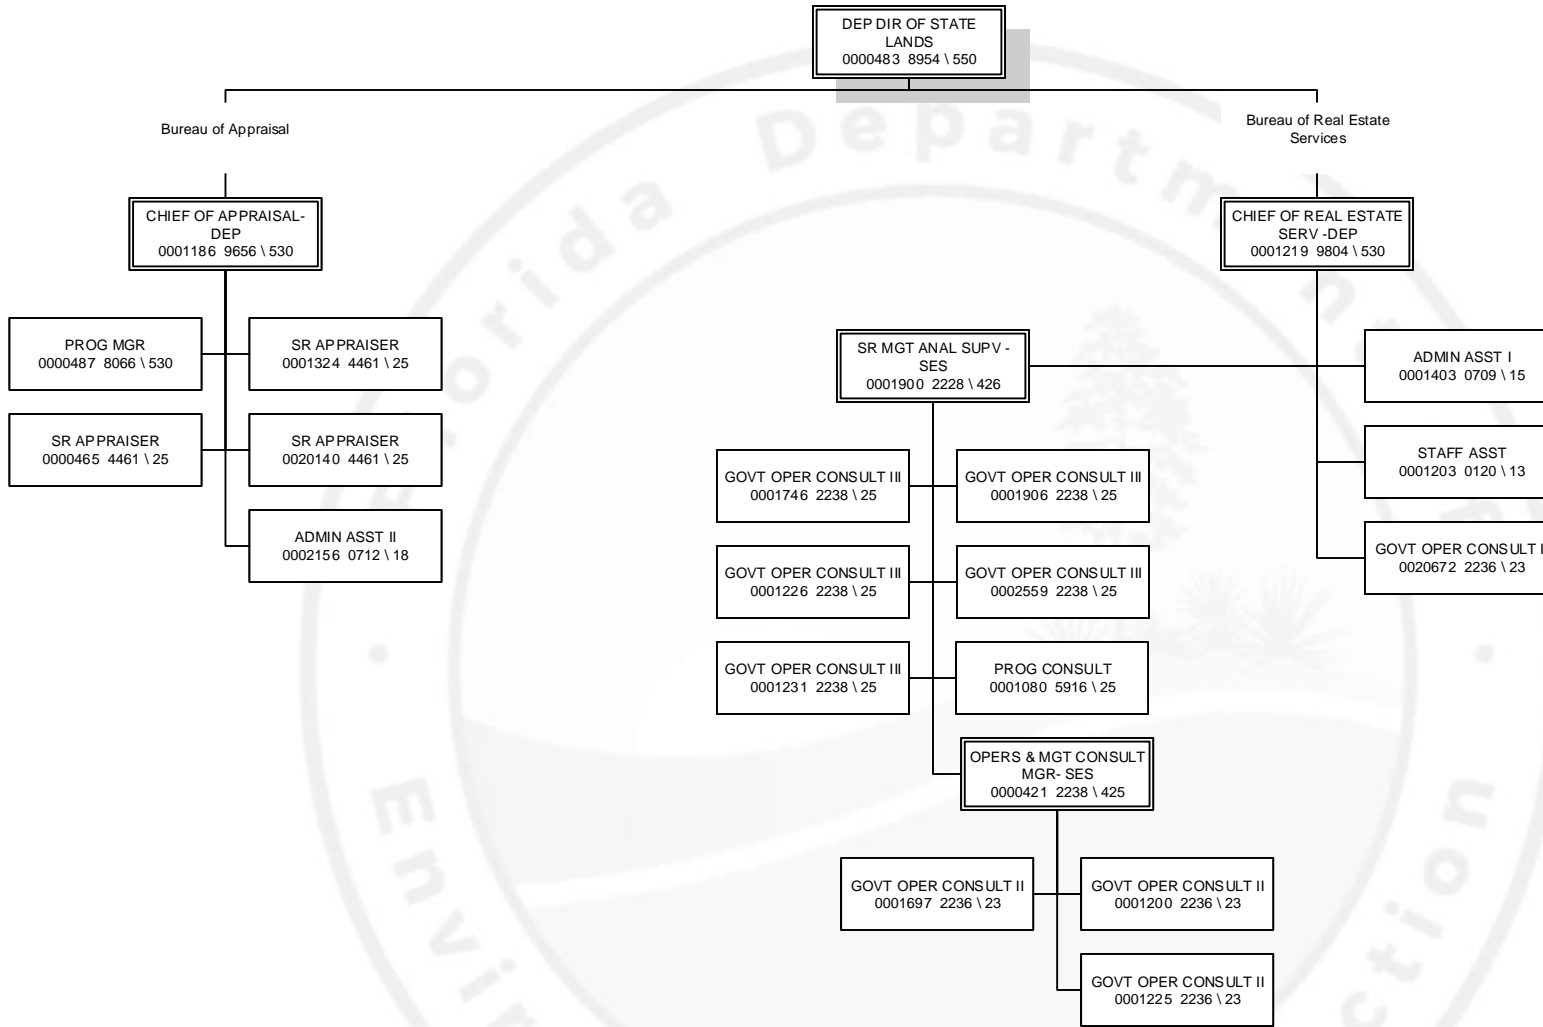 DEP DIR OF STATE
LANDS
0000483 8954 \ 550
Bureau of Appraisal
Bureau of Real Estate
Services
CHIEF OF APPRAISAL-
DEP
0001186 9656 \ 530
CHIEF OF REAL ESTATE
SERV -DEP
0001219 9804 \ 530
PROG MGR
0000487 8066 \ 530
SR APPRAISER
0001324 4461 \ 25
SR APPRAISER
0000465 4461 \ 25
SR APPRAISER
0020140 4461 \ 25
ADMIN ASST II
0002156 0712 \ 18
SR MGT ANAL SUPV -
SES
0001900 2228 \ 426
ADMIN ASST I
0001403 0709 \ 15
STAFF ASST
0001203 0120 \ 13
GOVT OPER CONSULT
0020672 2236 \ 23
GOVT OPER CONSULT III
0001746 2238 \ 25
GOVT OPER CONSULT III
0001906 2238 \ 25
GOVT OPER CONSULT III
0001226 2238 \ 25
GOVT OPER CONSULT III
0002559 2238 \ 25
GOVT OPER CONSULT III
0001231 2238 \ 25
PROG CONSULT
0001080 5916 \ 25
OPERS & MGT CONSULT
MGR- SES
0000421 2238 \ 425
GOVT OPER CONSULT II
0001697 2236 \ 23
GOVT OPER CONSULT II
0001200 2236 \ 23
GOVT OPER CONSULT II
0001225 2236 \ 23